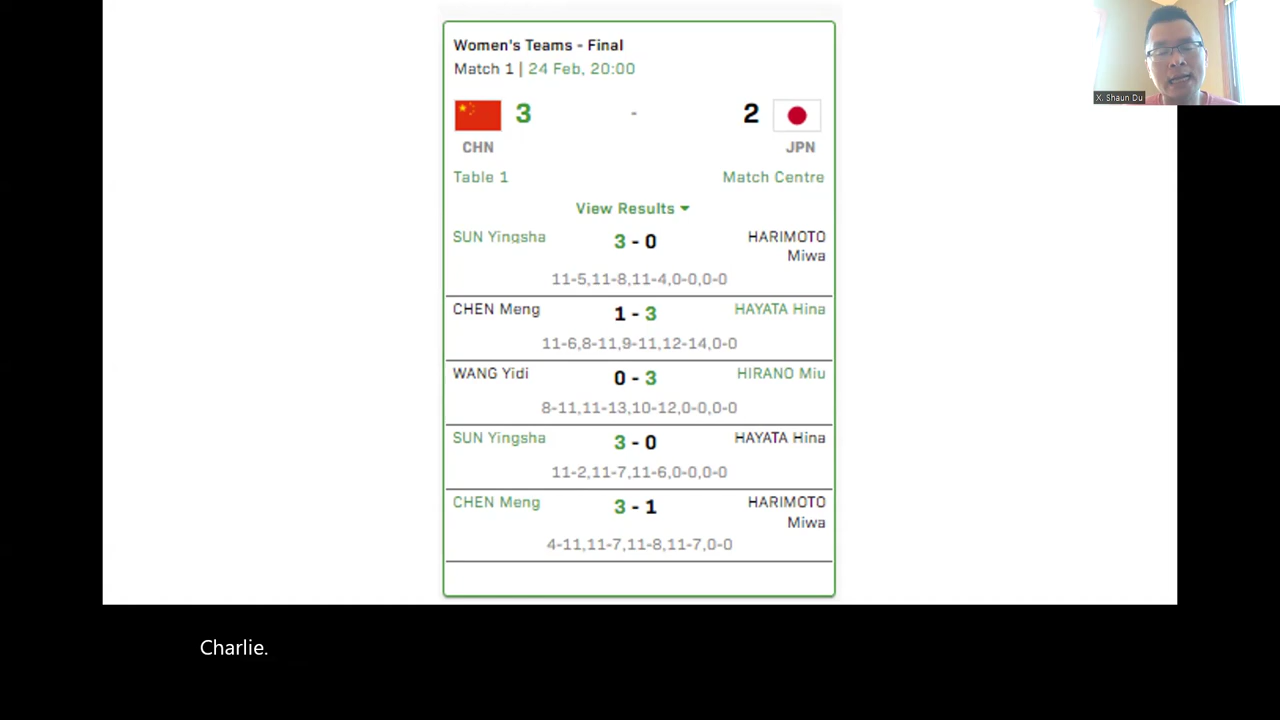 Women's Teams - Final
Match 1 | 24 Feb, 20:00
3 - 2
CHN JPN
Table 1 Match Centre
View Results
SUN Yingsha 3 - 0 HARIMOTO
Miwa
11-5,11-8,11-4,0-0,0-0
CHEN Meng 1 - 3 HAYATA Hina
11-6,8-11,9-11,12-14,0-0
WANG Yidi 0 - 3 HIRANO Miu
8-11,11-13,10-12,0-0,0-0
SUN Yingsha 3 - 0 HAYATA Hina
11-2,11-7,11-6,0-0,0-0
CHEN Meng 3 - 1 HARIMOTO
Miwa
4-11,11-7,11-8,11-7,0-0
X. Shaun Du
Charlie.